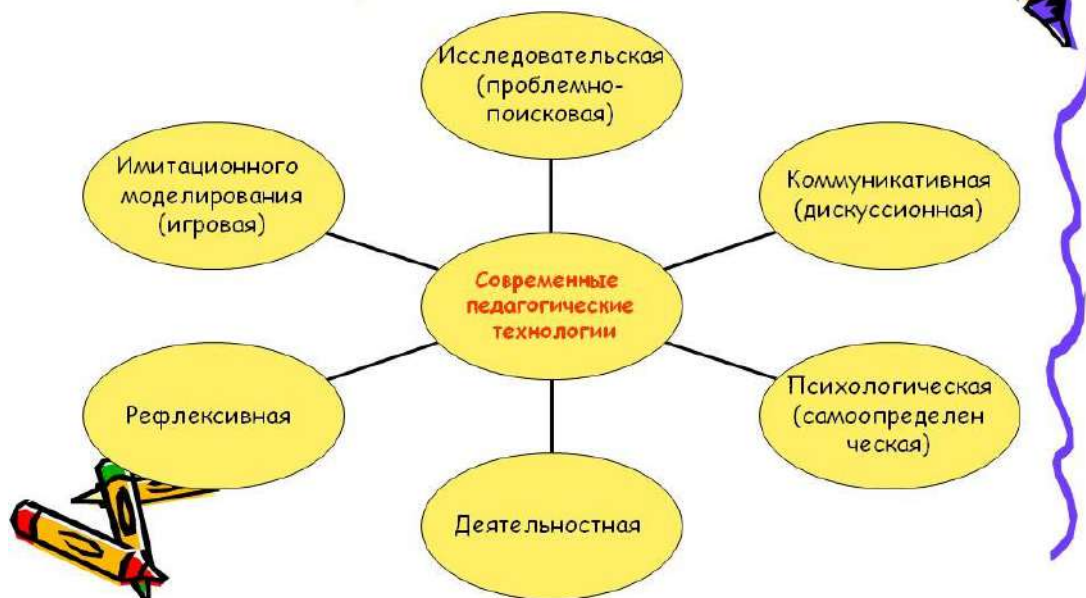 Исследовательская
(проблемно-
поисковая)
Имитационного
моделирования
(игровая)
Коммуникативная
(дискуссионная)
Современные
педагогические
технологии
Рефлексивная
Психологическая
(самоопределен
ческая)
Деятельностная